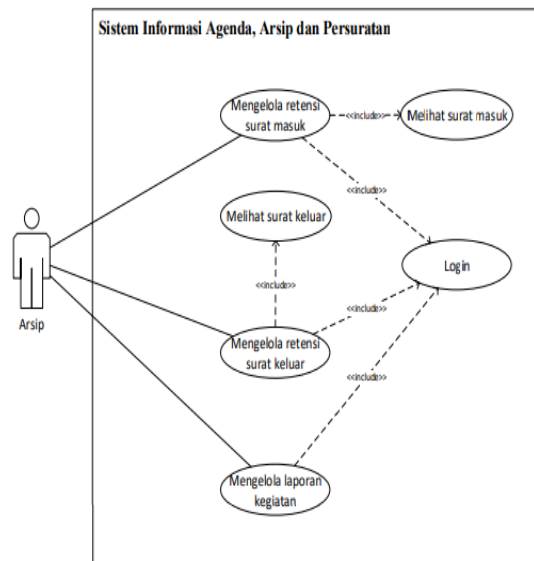 Sistem Informasi Agenda, Arsip dan Persuratan
Mengelola retensi
surat masuk
<<include>>
Melihat surat masuk
<<include>>
Melihat surat keluar
Login
<<include>>
<<include>>
Arsip
Mengelola retensi
surat keluar
<<include>>
Mengelola laporan
kegiatan